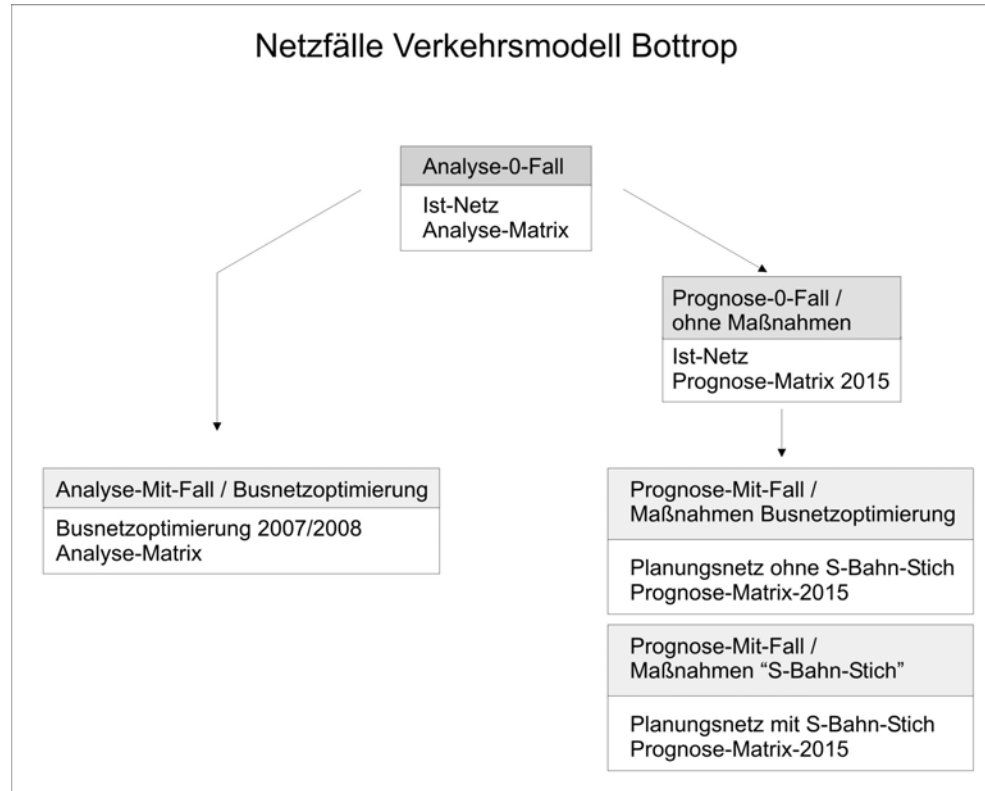 Netzfälle Verkehrsmodell Bottrop
Analyse-0-Fall
Ist-Netz
Analyse-Matrix
Prognose-0-Fall /
ohne Maßnahmen
Ist-Netz
Prognose-Matrix 2015
Analyse-Mit-Fall / Busnetzoptimierung
Busnetzoptimierung 2007/2008
Analyse-Matrix
Prognose-Mit-Fall /
Maßnahmen Busnetzoptimierung
Planungsnetz ohne S-Bahn-Stich
Prognose-Matrix-2015
Prognose-Mit-Fall /
Maßnahmen “S-Bahn-Stich”
Planungsnetz mit S-Bahn-Stich
Prognose-Matrix-2015